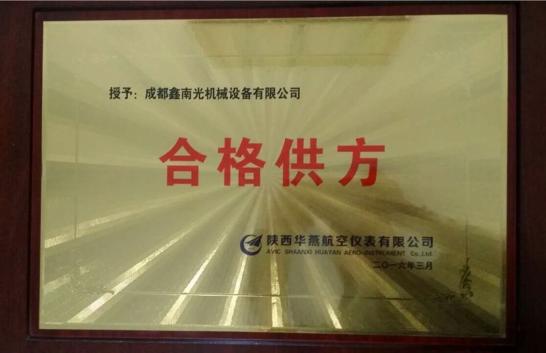 授予：成都鑫南光机械设备有限公司
合格供方
陕西华燕航空仪表有限公司
AVIC SHAANXI HUAYAN AERO-INSTRUMENT Co.,Ltd.
二〇一六年三月